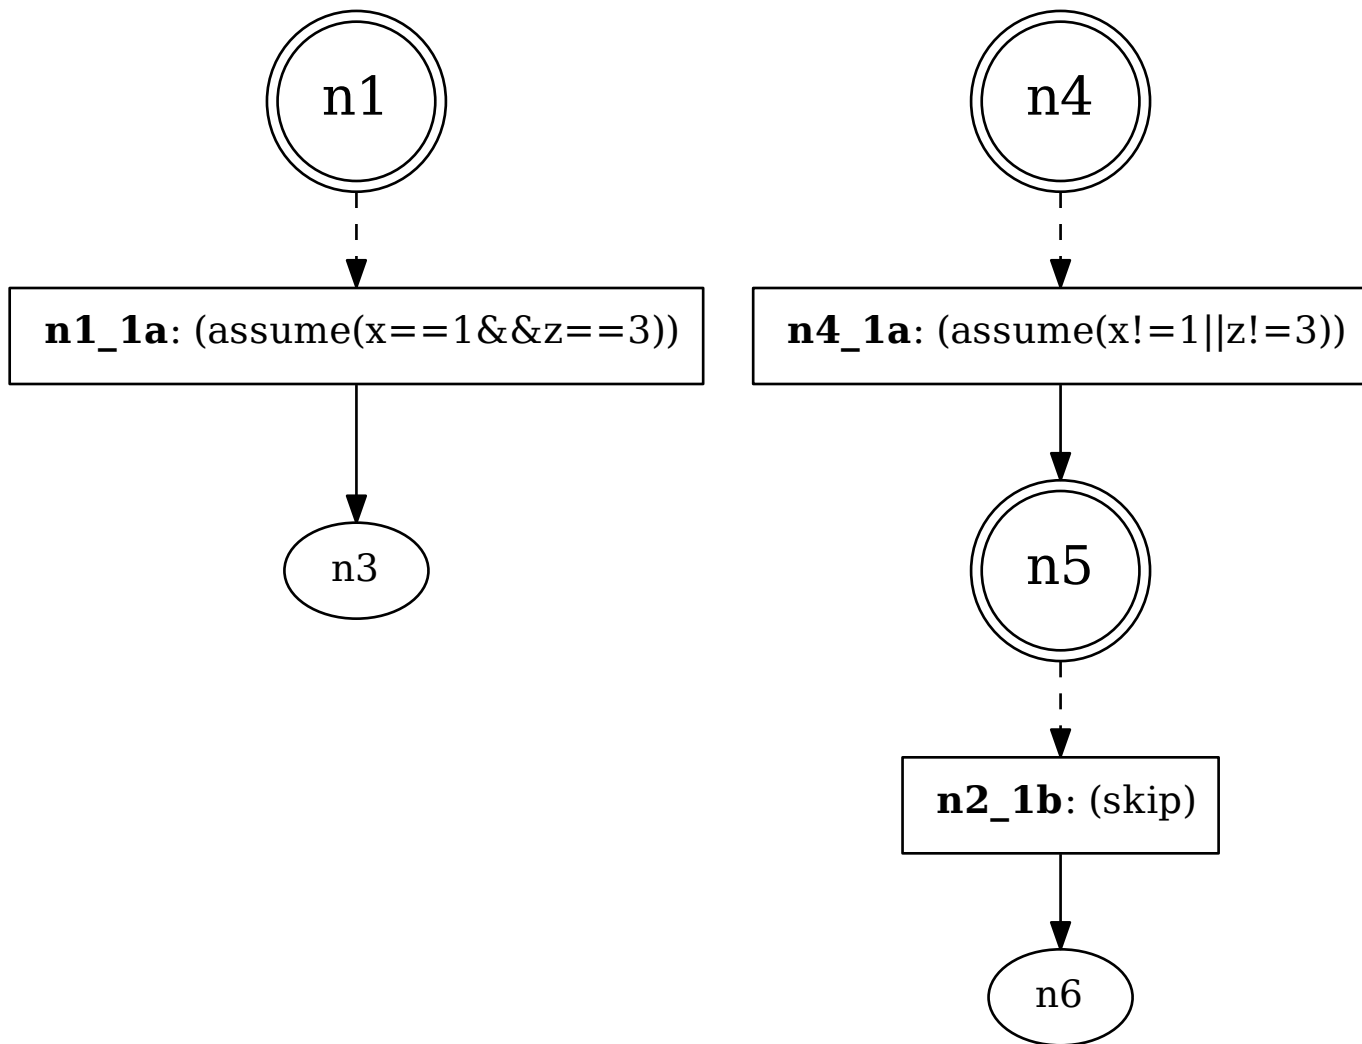 n1
n4
n1_1a: (assume(x==1&&z==3))
n4_1a: (assume(x!=1||z!=3))
n3
n5
n2_1b: (skip)
n6